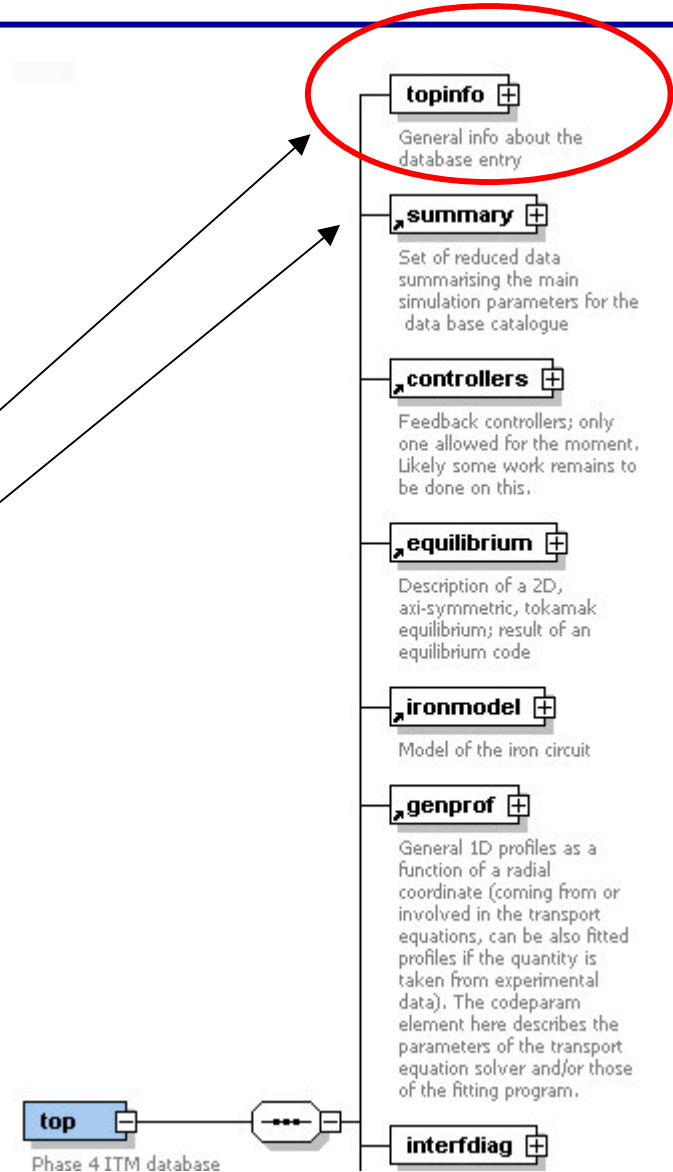 topinfo
General info about the
database entry
summary
Set of reduced data
summarising the main
simulation parameters for the
data base catalogue
controllers
Feedback controllers; only
one allowed for the moment.
Likely some work remains to
be done on this.
equilibrium
Description of a 2D,
axi-symmetric, tokamak
equilibrium; result of an
equilibrium code
ironmodel
Model of the iron circuit
genprof
General 1D profiles as a
function of a radial
coordinate (coming from or
involved in the transport
equations, can be also fitted
profiles if the quantity is
taken from experimental
data). The codeparam
element here describes the
parameters of the transport
equation solver and/or those
of the fitting program.
top
Phase 4 ITM database
interfdiag